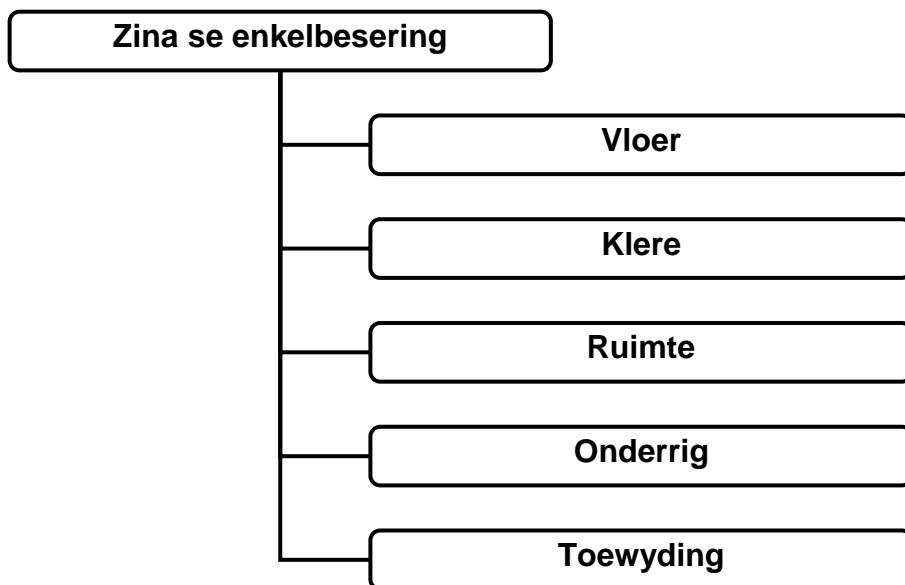 Zina se enkelbesering
Vloer
Klere
Ruimte
Onderrig
Toewyding